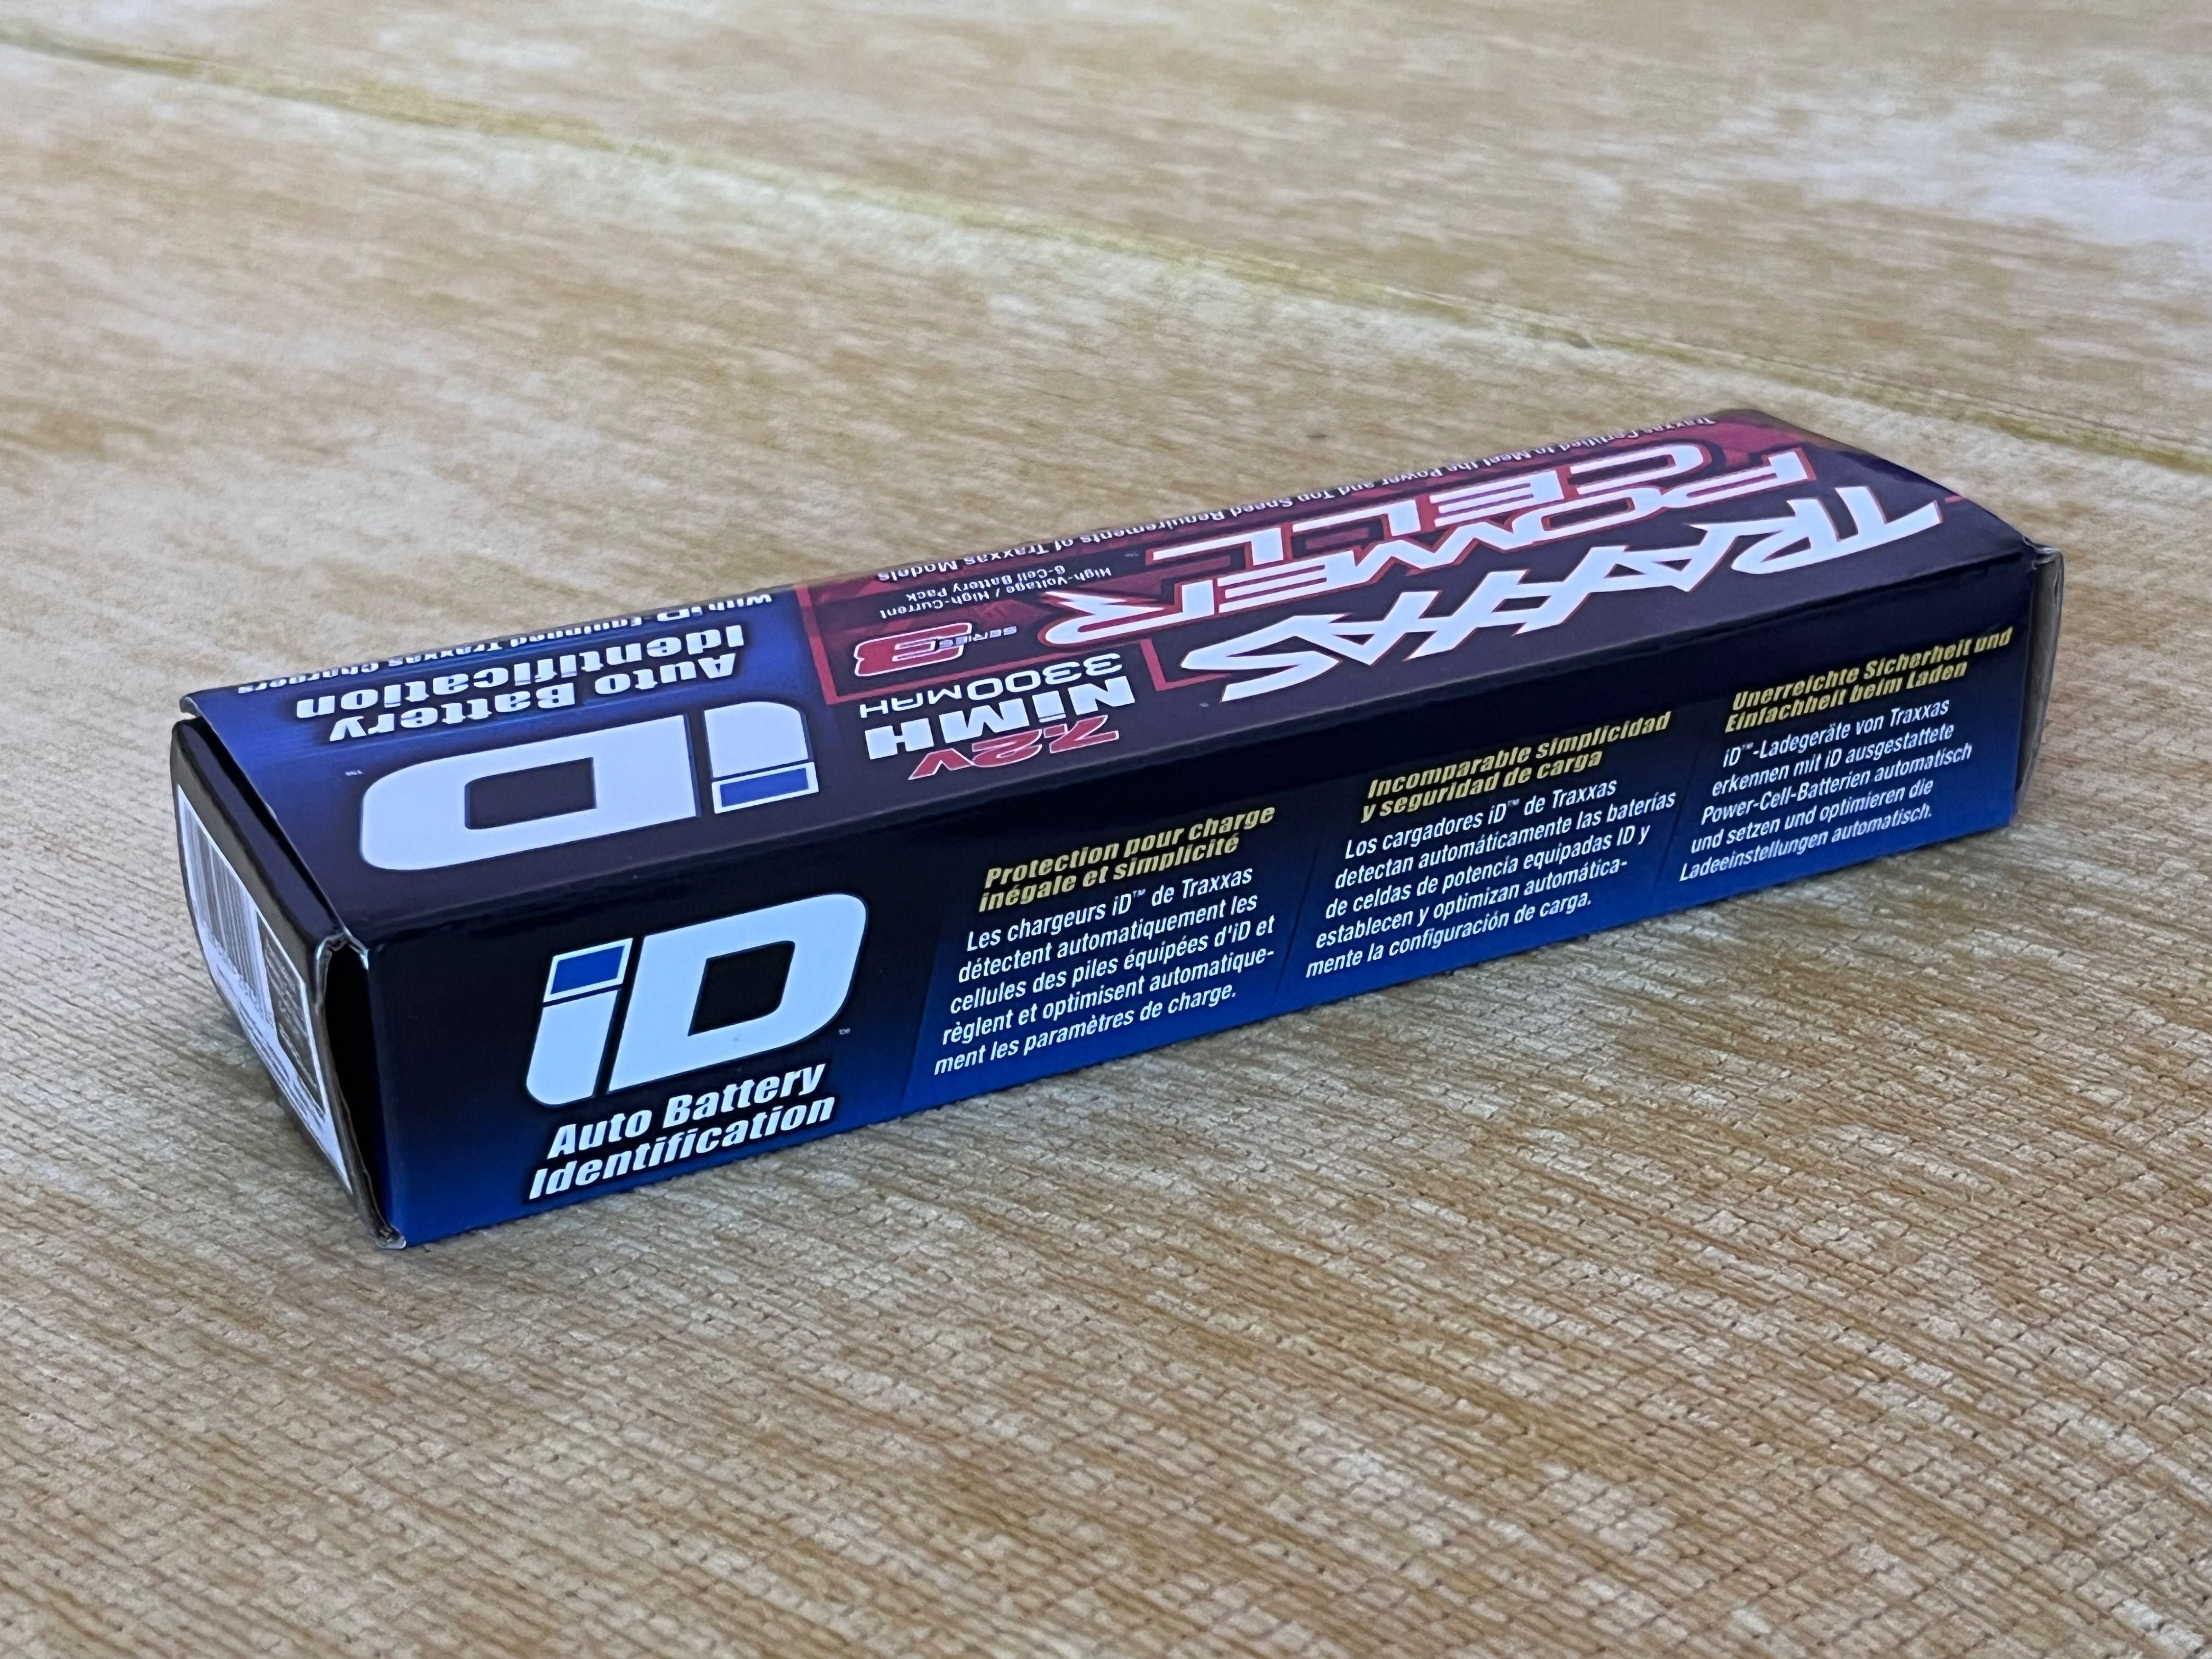 TRAXXAS
POWER
CELL
Traxxas Certified to Meet the Power and Top Speed Requirements of Traxxas Models
7.2V
NiMH
3300MAH
SERIES 3
High-Voltage / High-Current
6-Cell Battery Pack
iD™
Auto Battery
Identification
With iD-Equipped Traxxas Chargers
iD™
Auto Battery
Identification
Protection pour charge
inégale et simplicité
Les chargeurs iD™ de Traxxas
détectent automatiquement les
cellules des piles équipées d'iD et
règlent et optimisent automatique-
ment les paramètres de charge.
Incomparable simplicidad
y seguridad de carga
Los cargadores iD™ de Traxxas
detectan automáticamente las baterías
de celdas de potencia equipadas ID y
establecen y optimizan automática-
mente la configuración de carga.
Unerreichte Sicherheit und
Einfachheit beim Laden
iD™-Ladegeräte von Traxxas
erkennen mit iD ausgestattete
Power-Cell-Batterien automatisch
und setzen und optimieren die
Ladeeinstellungen automatisch.